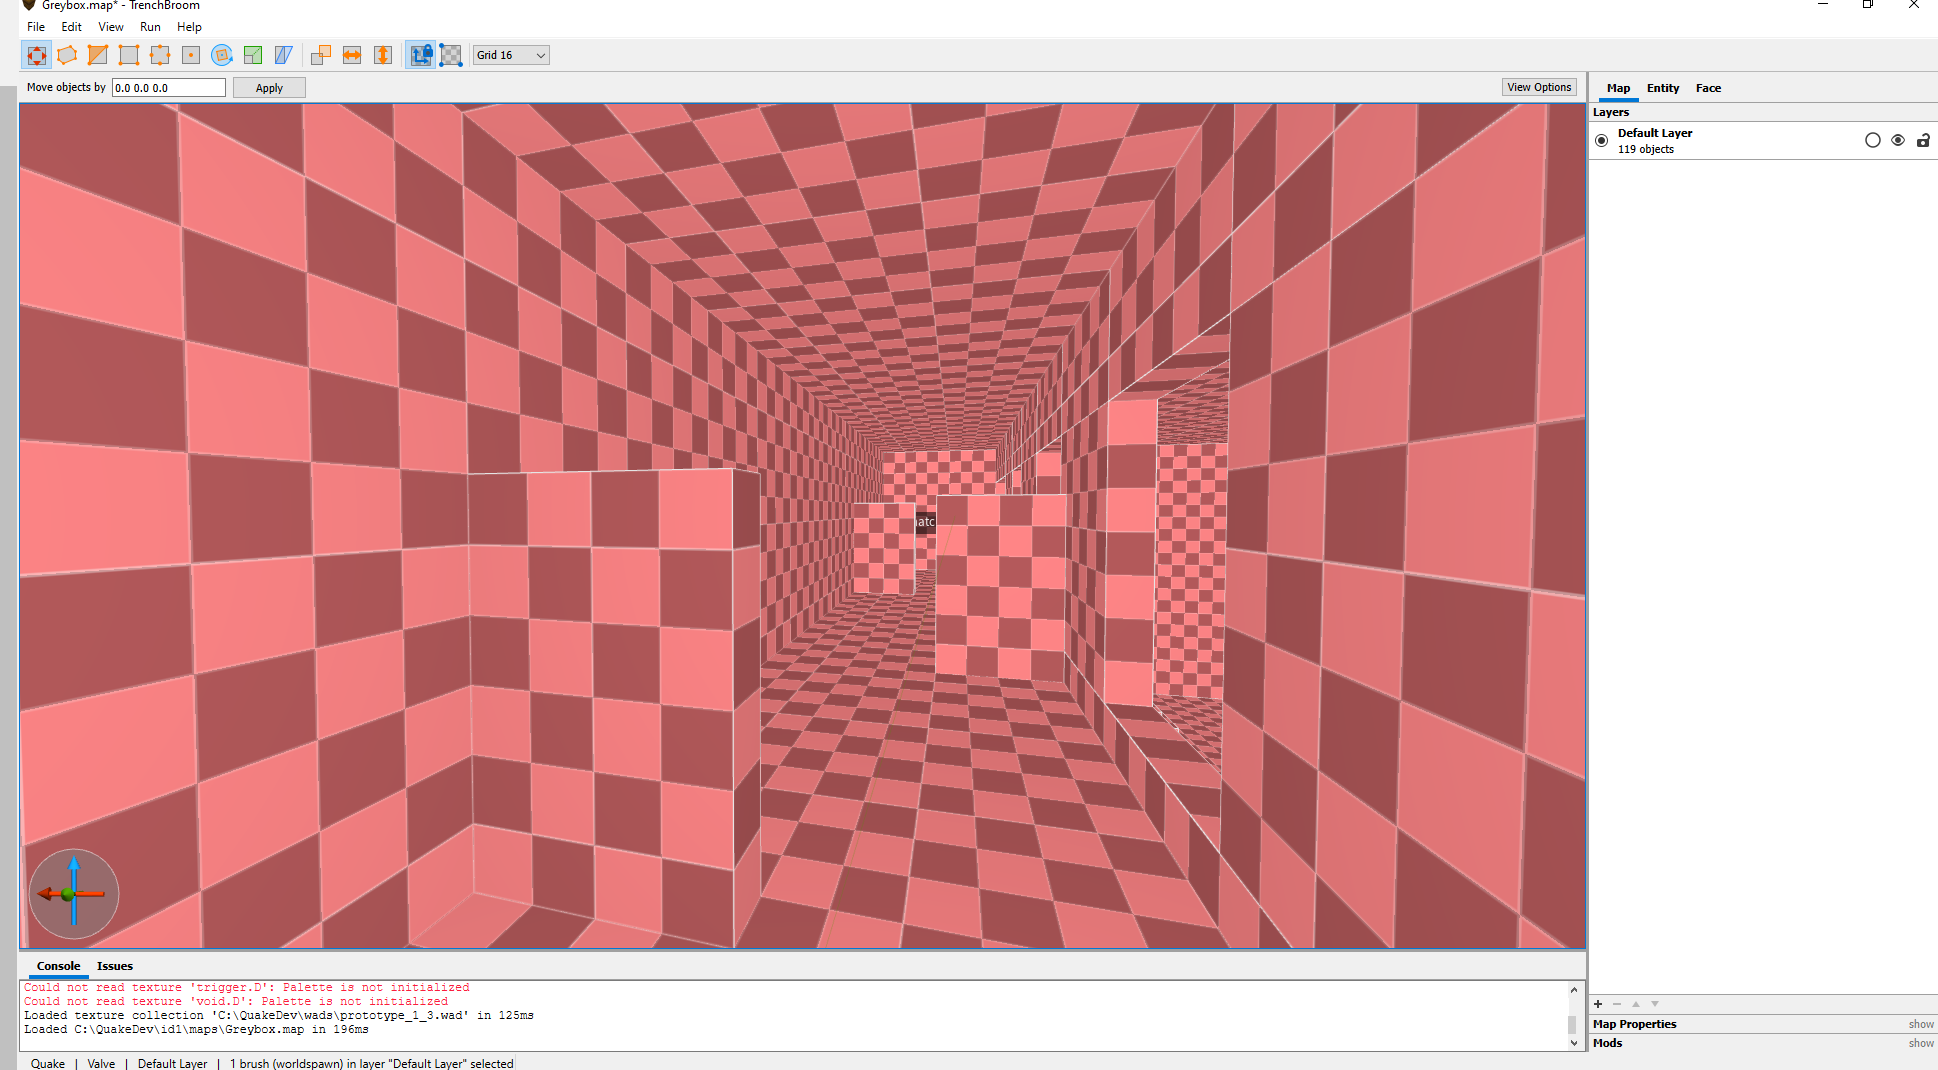 Greybox.map* - TrenchBroom
File Edit View Run Help
Grid 16
Move objects by 0.0 0.0 0.0 Apply View Options
Map Entity Face
Layers
Default Layer
119 objects
Console Issues
Could not read texture 'trigger.D': Palette is not initialized
Could not read texture 'void.D': Palette is not initialized
Loaded texture collection 'C:\QuakeDev\wads\prototype_1_3.wad' in 125ms
Loaded C:\QuakeDev\id1\maps\Greybox.map in 196ms
Map Properties show
Mods show
Quake | Valve | Default Layer | 1 brush (worldspawn) in layer "Default Layer" selected